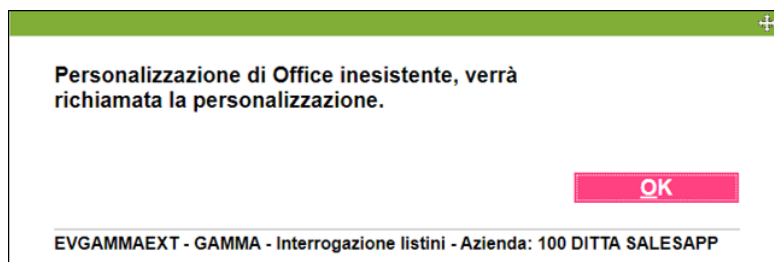 Personalizzazione di Office inesistente, verrà
richiamata la personalizzazione.
OK
EVGAMMAEXT - GAMMA - Interrogazione listini - Azienda: 100 DITTA SALESAPP